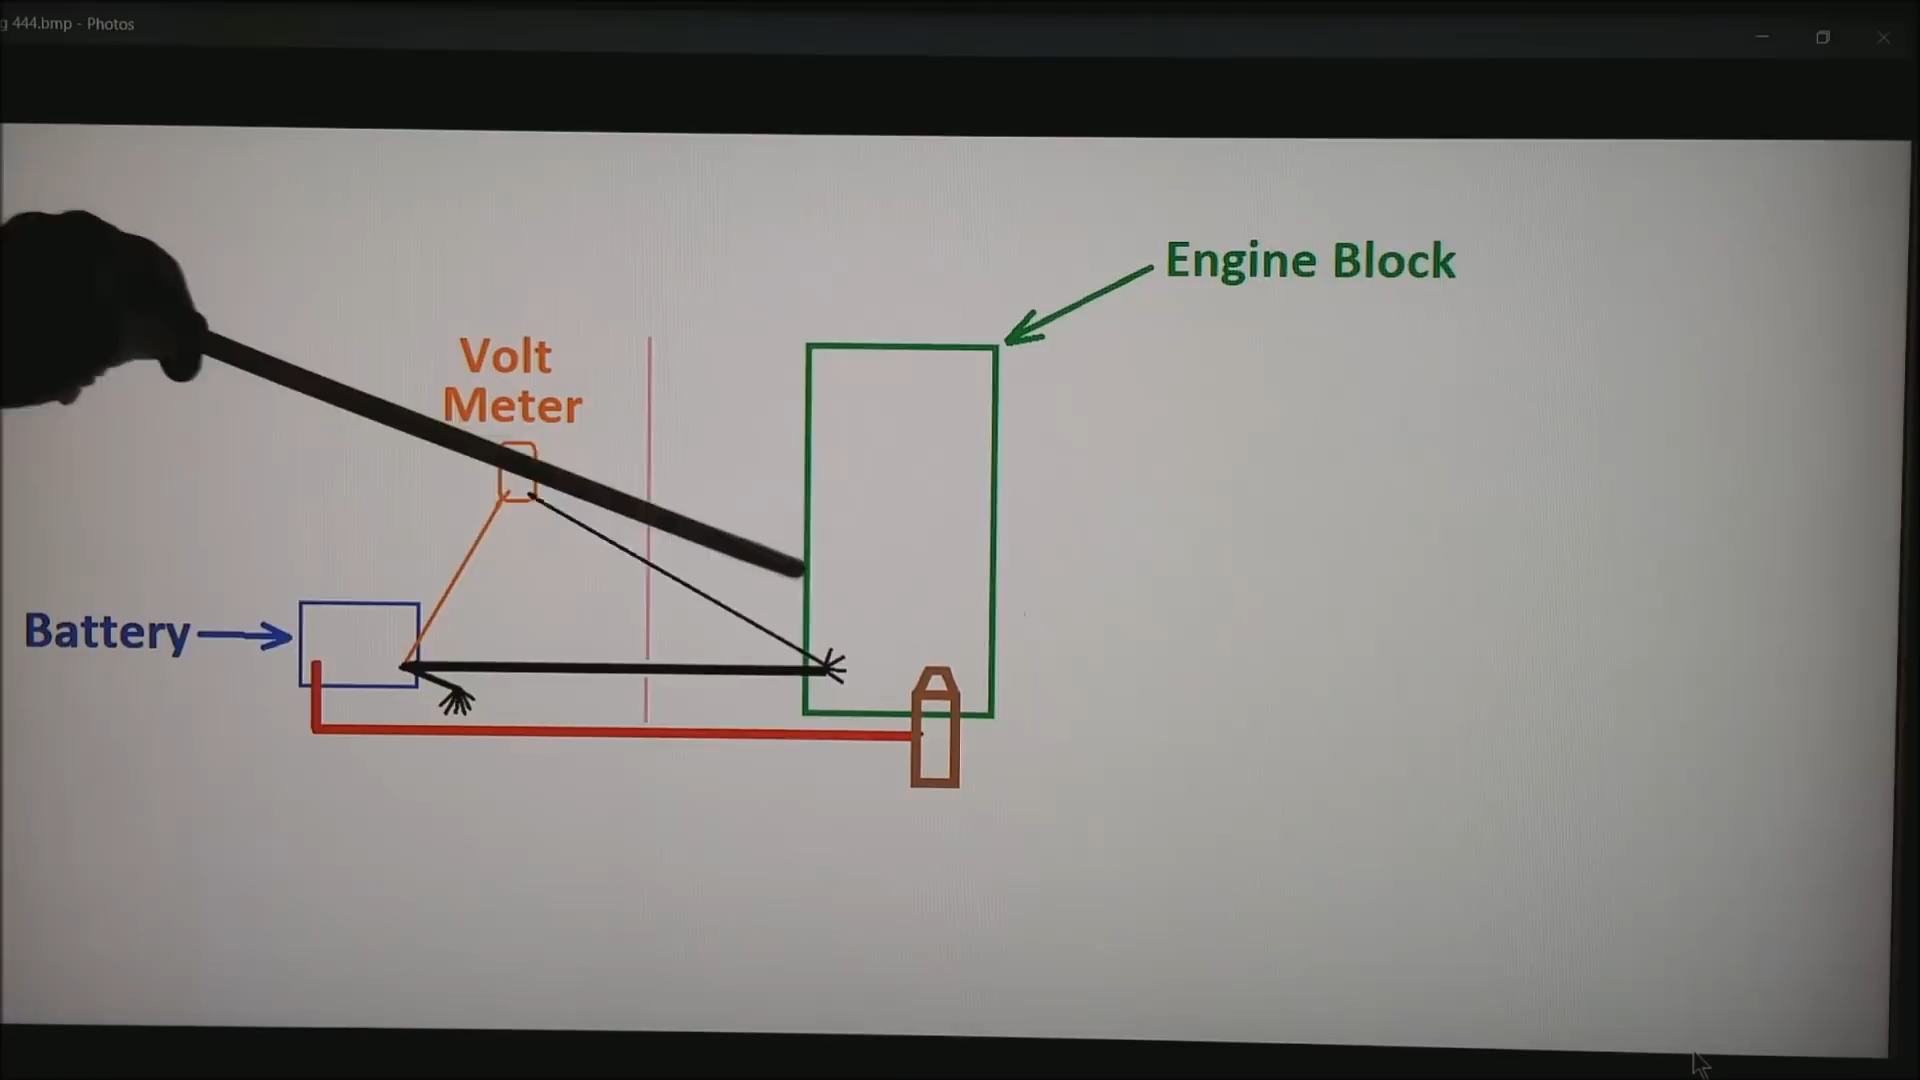 g 444.bmp - Photos
Engine Block
Volt
Meter
Battery